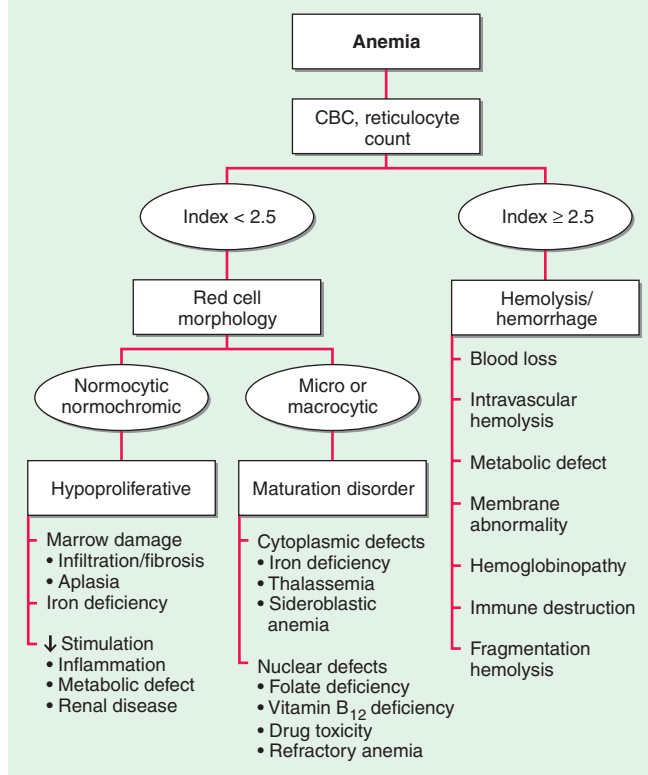 Anemia
CBC, reticulocyte
count
Index < 2.5
Index ≥ 2.5
Red cell
morphology
Hemolysis/
hemorrhage
Normocytic
normochromic
Micro or
macrocytic
Hypoproliferative
Maturation disorder
Marrow damage
• Infiltration/fibrosis
• Aplasia
Iron deficiency
↓ Stimulation
• Inflammation
• Metabolic defect
• Renal disease
Cytoplasmic defects
• Iron deficiency
• Thalassemia
• Sideroblastic
anemia
Nuclear defects
• Folate deficiency
• Vitamin B12 deficiency
• Drug toxicity
• Refractory anemia
Blood loss
Intravascular
hemolysis
Metabolic defect
Membrane
abnormality
Hemoglobinopathy
Immune destruction
Fragmentation
hemolysis